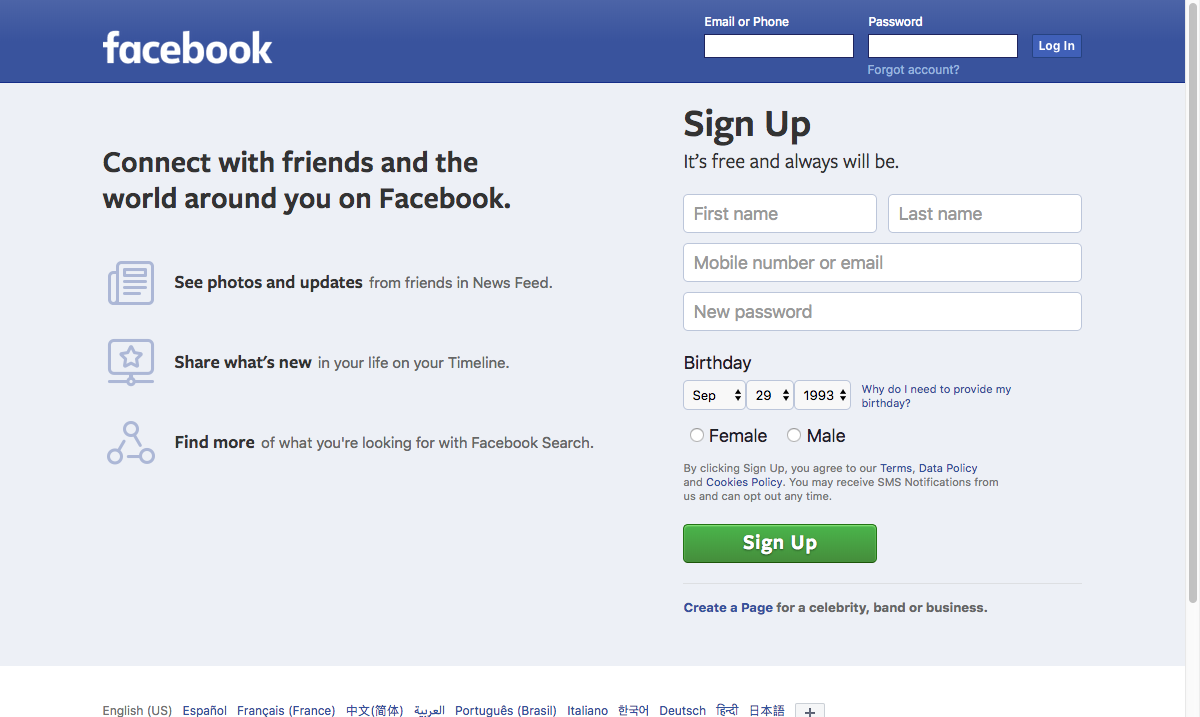 facebook
Email or Phone
Password
Log In
Forgot account?
Connect with friends and the
world around you on Facebook.
See photos and updates from friends in News Feed.
Share what's new in your life on your Timeline.
Find more of what you're looking for with Facebook Search.
Sign Up
It's free and always will be.
First name
Last name
Mobile number or email
New password
Birthday
Sep 29 1993
Why do I need to provide my
birthday?
Female Male
By clicking Sign Up, you agree to our Terms, Data Policy
and Cookies Policy. You may receive SMS Notifications from
us and can opt out any time.
Sign Up
Create a Page for a celebrity, band or business.
English (US) Español Français (France) 中文(简体) العربية Português (Brasil) Italiano 한국어 Deutsch हिन्दी 日本語 +